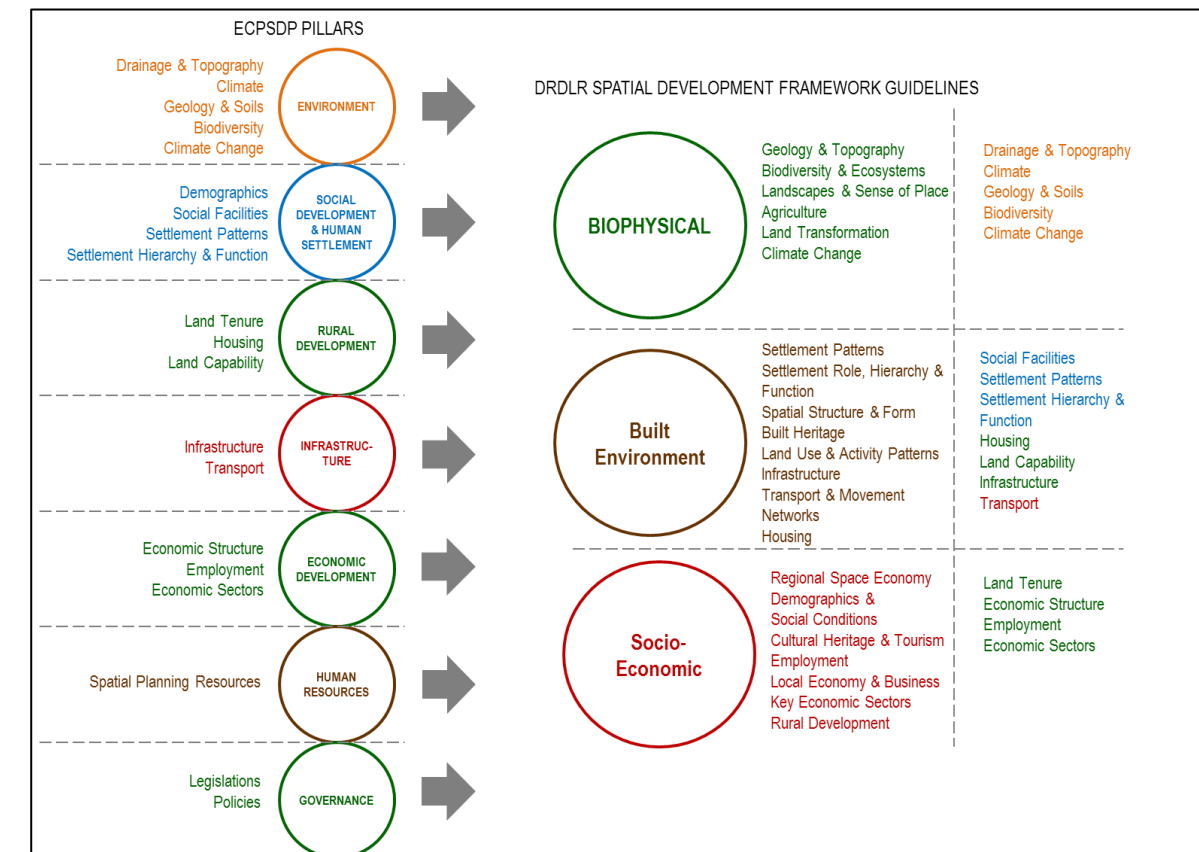 ECPSDP PILLARS
Drainage & Topography
Climate
Geology & Soils
Biodiversity
Climate Change
ENVIRONMENT
Demographics
Social Facilities
Settlement Patterns
Settlement Hierarchy & Function
SOCIAL
DEVELOPMENT
& HUMAN
SETTLEMENT
Land Tenure
Housing
Land Capability
RURAL
DEVELOPMENT
Infrastructure
Transport
INFRASTRUC-
TURE
Economic Structure
Employment
Economic Sectors
ECONOMIC
DEVELOPMENT
Spatial Planning Resources
HUMAN
RESOURCES
Legislations
Policies
GOVERNANCE
DRDLR SPATIAL DEVELOPMENT FRAMEWORK GUIDELINES
BIOPHYSICAL
Geology & Topography
Biodiversity & Ecosystems
Landscapes & Sense of Place
Agriculture
Land Transformation
Climate Change
Drainage & Topography
Climate
Geology & Soils
Biodiversity
Climate Change
Built
Environment
Settlement Patterns
Settlement Role, Hierarchy &
Function
Spatial Structure & Form
Built Heritage
Land Use & Activity Patterns
Infrastructure
Transport & Movement
Networks
Housing
Social Facilities
Settlement Patterns
Settlement Hierarchy &
Function
Housing
Land Capability
Infrastructure
Transport
Socio-
Economic
Regional Space Economy
Demographics &
Social Conditions
Cultural Heritage & Tourism
Employment
Local Economy & Business
Key Economic Sectors
Rural Development
Land Tenure
Economic Structure
Employment
Economic Sectors